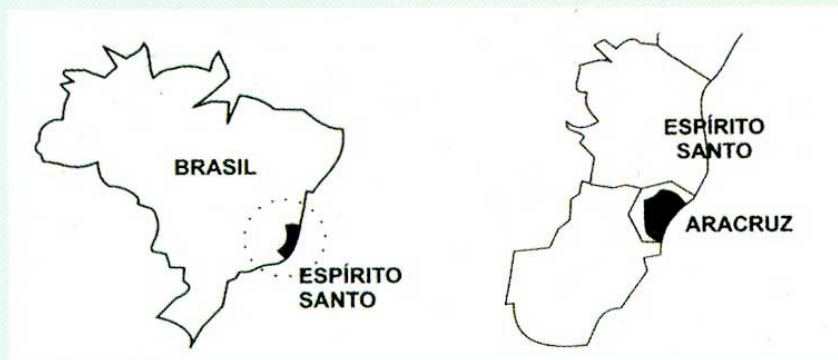 BRASIL
ESPÍRITO
SANTO
ESPÍRITO
SANTO
ARACRUZ